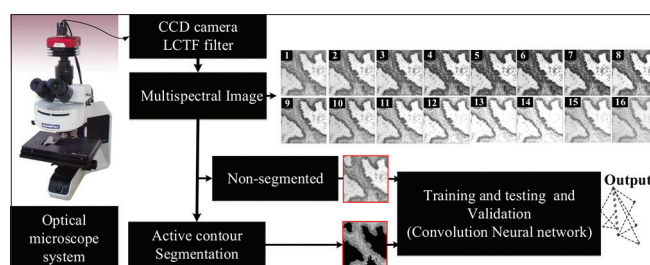 CCD camera
LCTF filter
Multispectral Image
1 2 3 4 5 6 7 8
9 10 11 12 13 14 15 16
Non-segmented
Output
Training and testing and
Validation
(Convolution Neural network)
Optical
microscope
system
Active contour
Segmentation